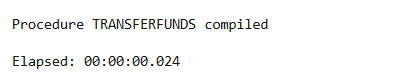 Procedure TRANSFERFUNDS compiled
Elapsed: 00:00:00.024